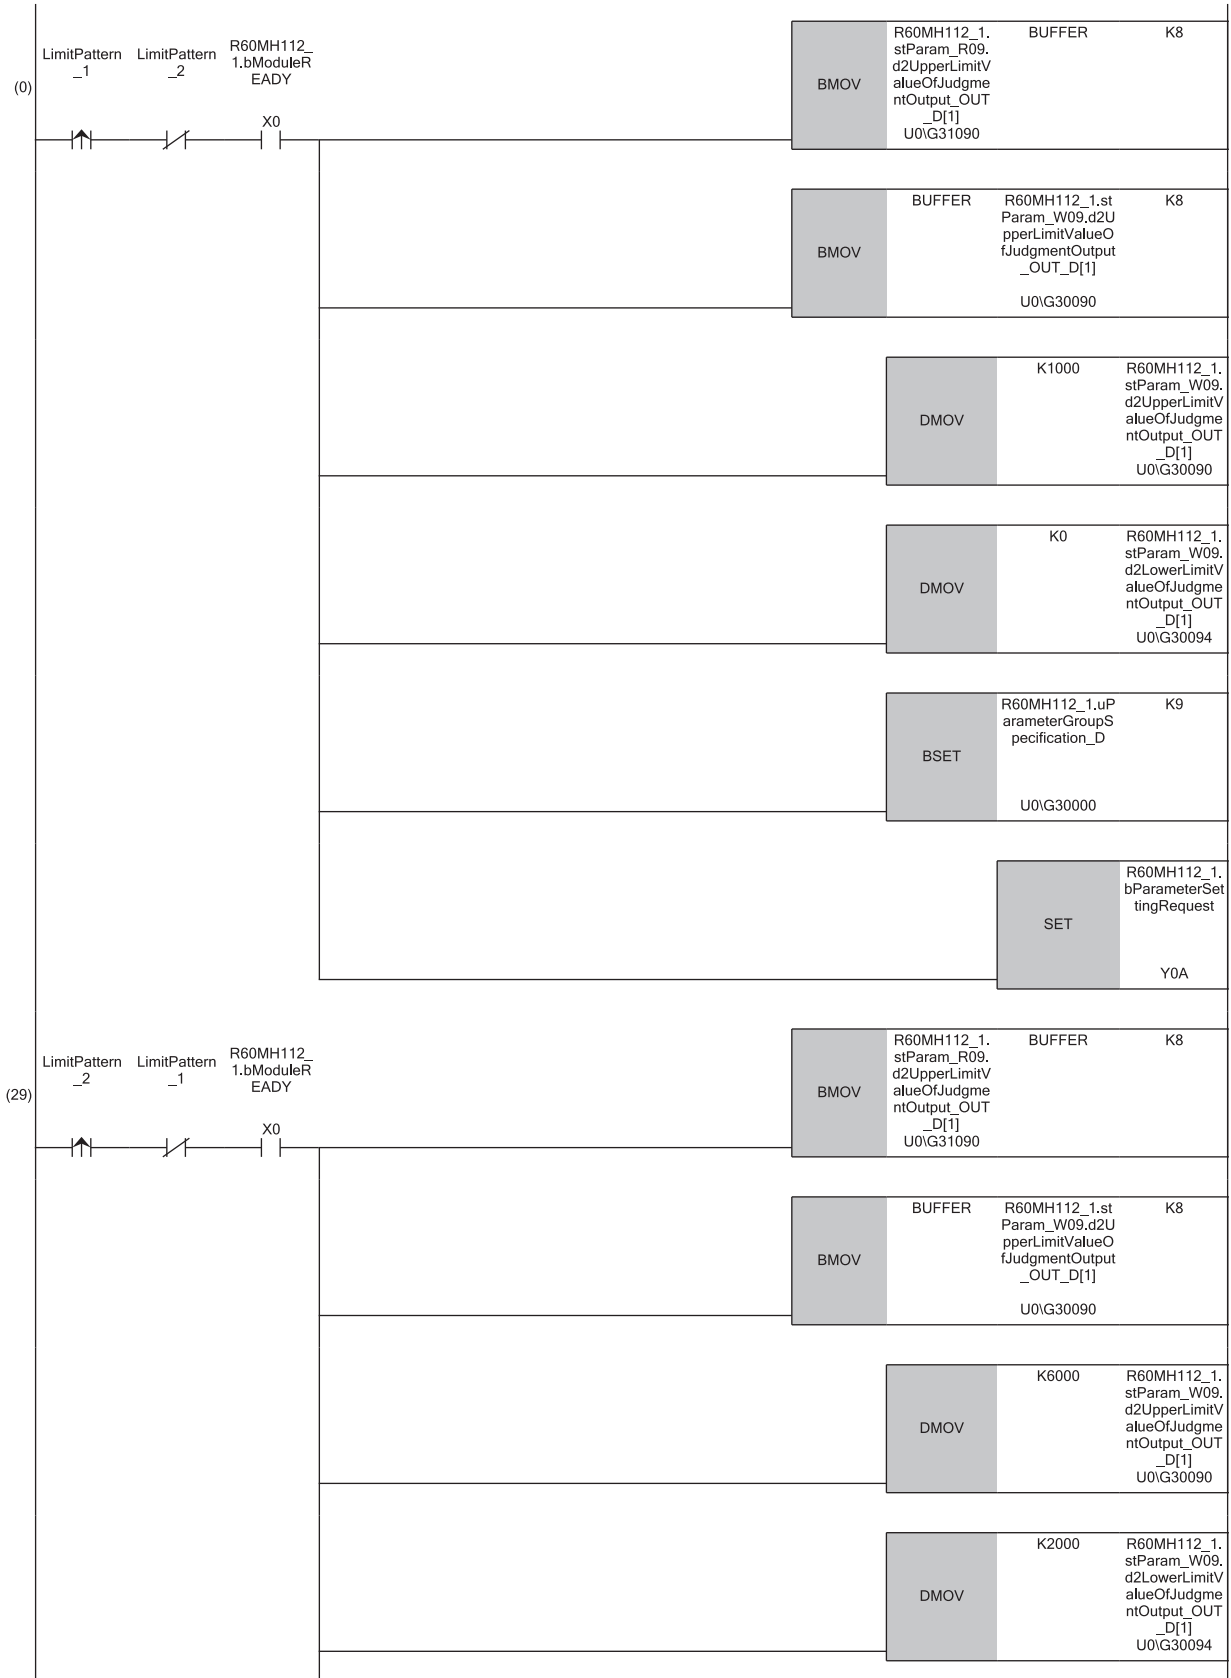 (0)
LimitPattern
_1
LimitPattern
_2
R60MH112_
1.bModuleR
EADY
X0
BMOV
R60MH112_1.
stParam_R09.
d2UpperLimitV
alueOfJudgme
ntOutput_OUT
_D[1]
U0\G31090
BUFFER
K8
BMOV
BUFFER
R60MH112_1.st
Param_W09.d2U
pperLimitValueO
fJudgmentOutput
_OUT_D[1]
U0\G30090
K8
DMOV
K1000
R60MH112_1.
stParam_W09.
d2UpperLimitV
alueOfJudgme
ntOutput_OUT
_D[1]
U0\G30090
DMOV
K0
R60MH112_1.
stParam_W09.
d2LowerLimitV
alueOfJudgme
ntOutput_OUT
_D[1]
U0\G30094
BSET
R60MH112_1.uP
arameterGroupS
pecification_D
U0\G30000
K9
SET
R60MH112_1.
bParameterSet
tingRequest
Y0A
(29)
LimitPattern
_2
LimitPattern
_1
R60MH112_
1.bModuleR
EADY
X0
BMOV
R60MH112_1.
stParam_R09.
d2UpperLimitV
alueOfJudgme
ntOutput_OUT
_D[1]
U0\G31090
BUFFER
K8
BMOV
BUFFER
R60MH112_1.st
Param_W09.d2U
pperLimitValueO
fJudgmentOutput
_OUT_D[1]
U0\G30090
K8
DMOV
K6000
R60MH112_1.
stParam_W09.
d2UpperLimitV
alueOfJudgme
ntOutput_OUT
_D[1]
U0\G30090
DMOV
K2000
R60MH112_1.
stParam_W09.
d2LowerLimitV
alueOfJudgme
ntOutput_OUT
_D[1]
U0\G30094